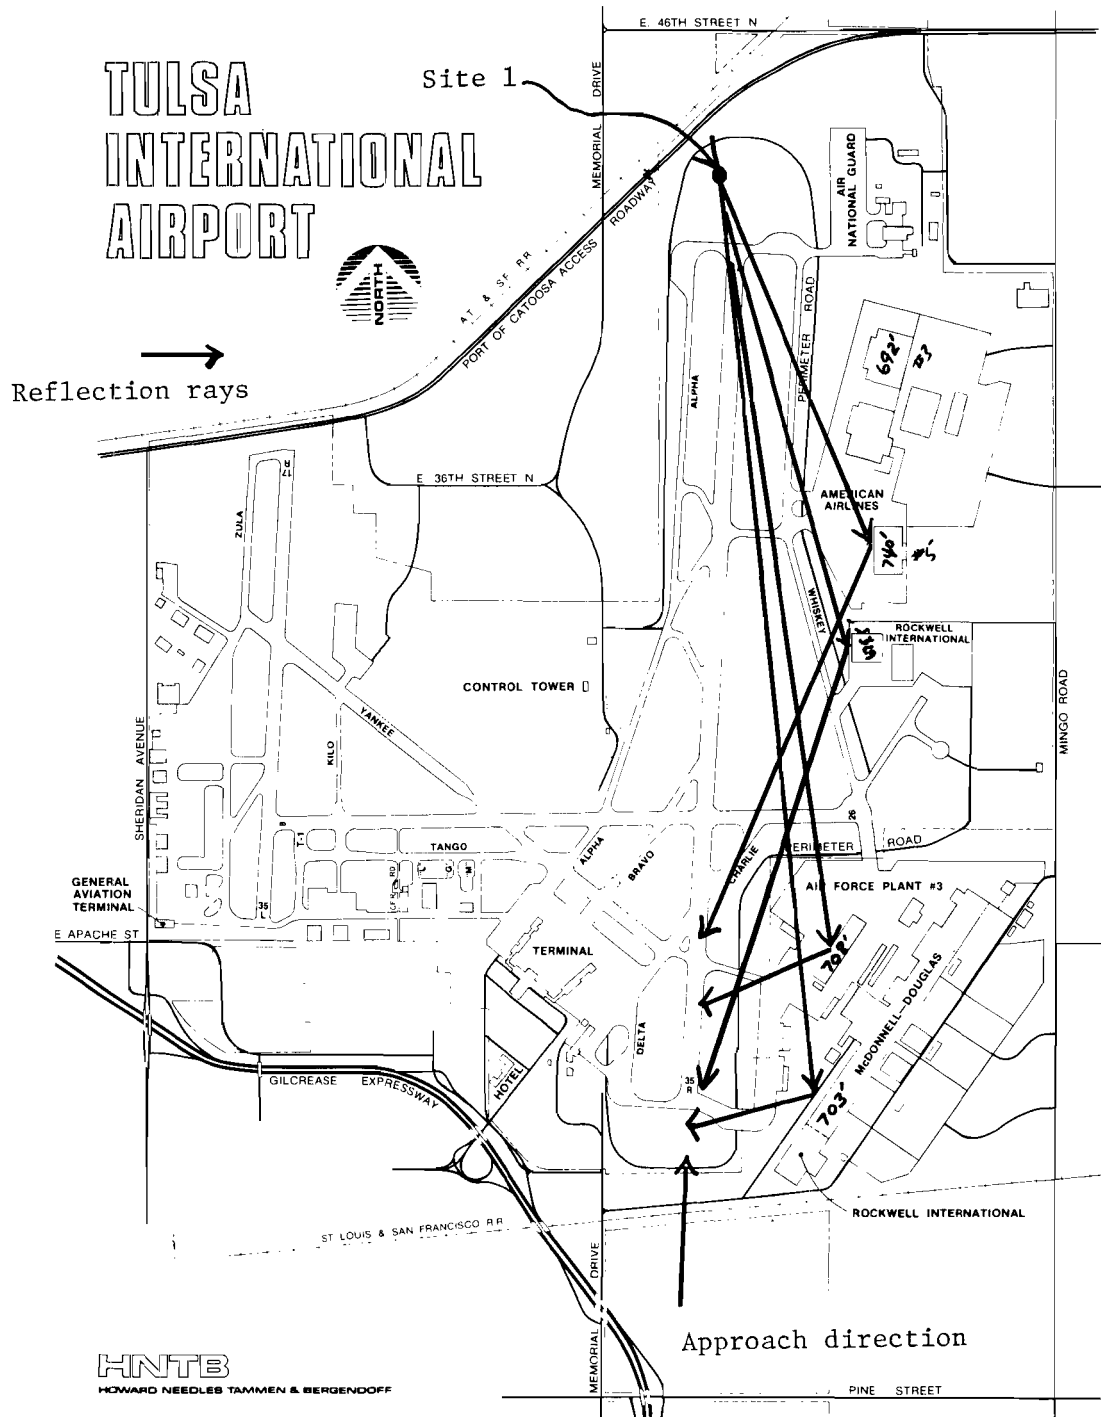 E. 46TH STREET N
TULSA
INTERNATIONAL
AIRPORT
Site 1
MEMORIAL DRIVE
AIR
NATIONAL GUARD
NORTH
AT & SF RR
PORT OF CATOOSA ACCESS ROADWAY
PERIMETER ROAD
Reflection rays
692'
#3
ALPHA
17
R
E 36TH STREET N
ZULA
AMERICAN
AIRLINES
740'
#5
WHISKEY
ROCKWELL
INTERNATIONAL
CONTROL TOWER
YANKEE
KILO
SHERIDAN AVENUE
MINGO ROAD
8
T-1
26
TANGO
ALPHA
BRAVO
CHARLIE
PERIMETER ROAD
GENERAL
AVIATION
TERMINAL
35
L
AIR FORCE PLANT #3
E APACHE ST
TERMINAL
708'
McDONNELL-DOUGLAS
DELTA
HOTEL
35
R
GILCREASE EXPRESSWAY
703'
ROCKWELL INTERNATIONAL
ST LOUIS & SAN FRANCISCO R R
MEMORIAL DRIVE
Approach direction
HNTB
HOWARD NEEDLES TAMMEN & BERGENDOFF
PINE STREET